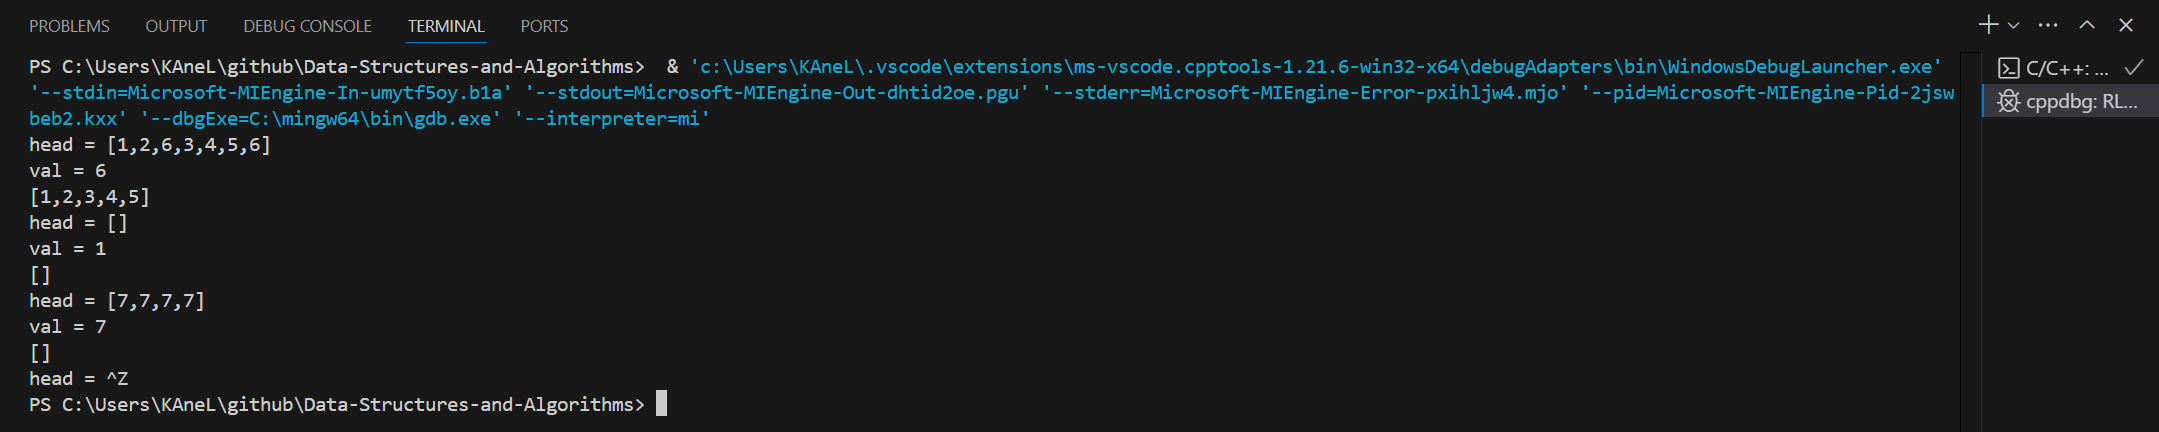 PROBLEMS OUTPUT DEBUG CONSOLE TERMINAL PORTS
PS C:\Users\KAneL\github\Data-Structures-and-Algorithms>  & 'c:\Users\KAneL\.vscode\extensions\ms-vscode.cpptools-1.21.6-win32-x64\debugAdapters\bin\WindowsDebugLauncher.exe'
'--stdin=Microsoft-MIEngine-In-umytf5oy.b1a' '--stdout=Microsoft-MIEngine-Out-dhtid2oe.pgu' '--stderr=Microsoft-MIEngine-Error-pxihljw4.mjo' '--pid=Microsoft-MIEngine-Pid-2jsw
beb2.kxx' '--dbgExe=C:\mingw64\bin\gdb.exe' '--interpreter=mi'
head = [1,2,6,3,4,5,6]
val = 6
[1,2,3,4,5]
head = []
val = 1
[]
head = [7,7,7,7]
val = 7
[]
head = ^Z
PS C:\Users\KAneL\github\Data-Structures-and-Algorithms>
C/C++: ...
cppdbg: RL...